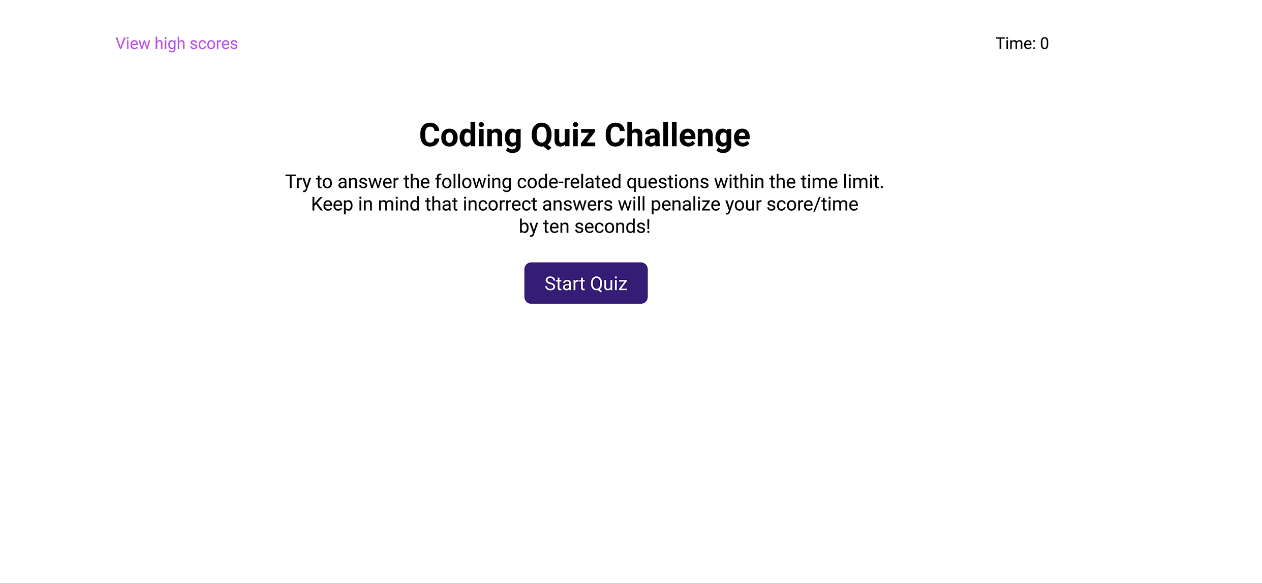 View high scores
Time: 0
Coding Quiz Challenge
Try to answer the following code-related questions within the time limit.
Keep in mind that incorrect answers will penalize your score/time
by ten seconds!
Start Quiz